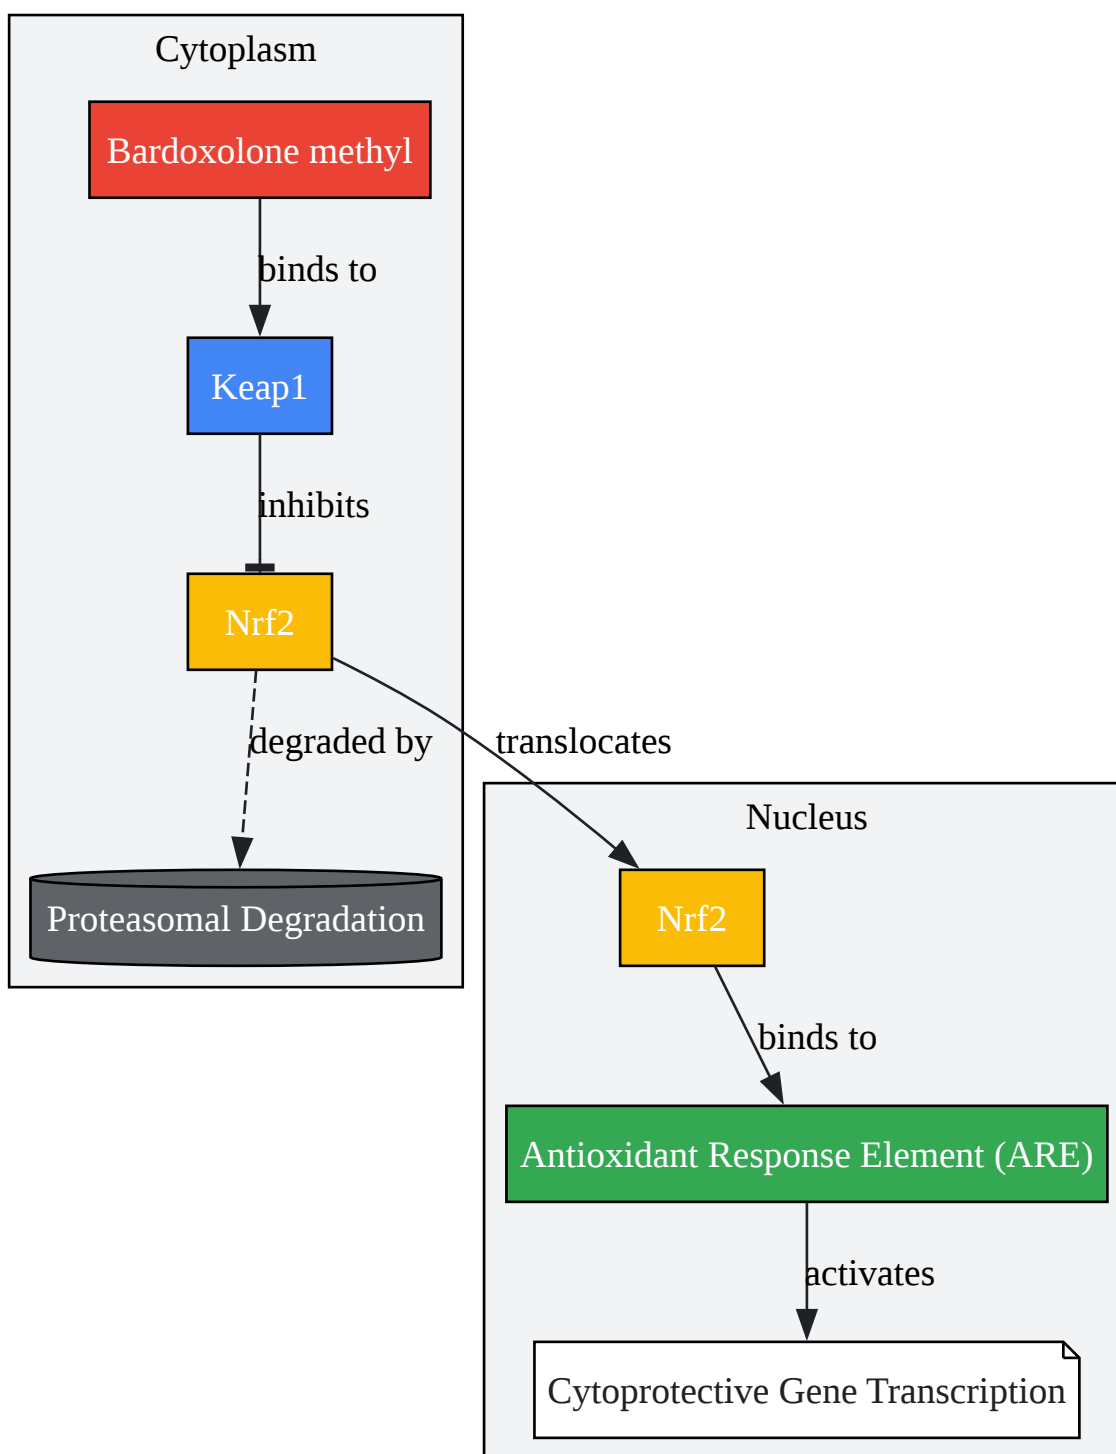 Cytoplasm
Bardoxolone methyl
binds to
Keap1
inhibits
Nrf2
degraded by
translocates
Proteasomal Degradation
Nucleus
Nrf2
binds to
Antioxidant Response Element (ARE)
activates
Cytoprotective Gene Transcription